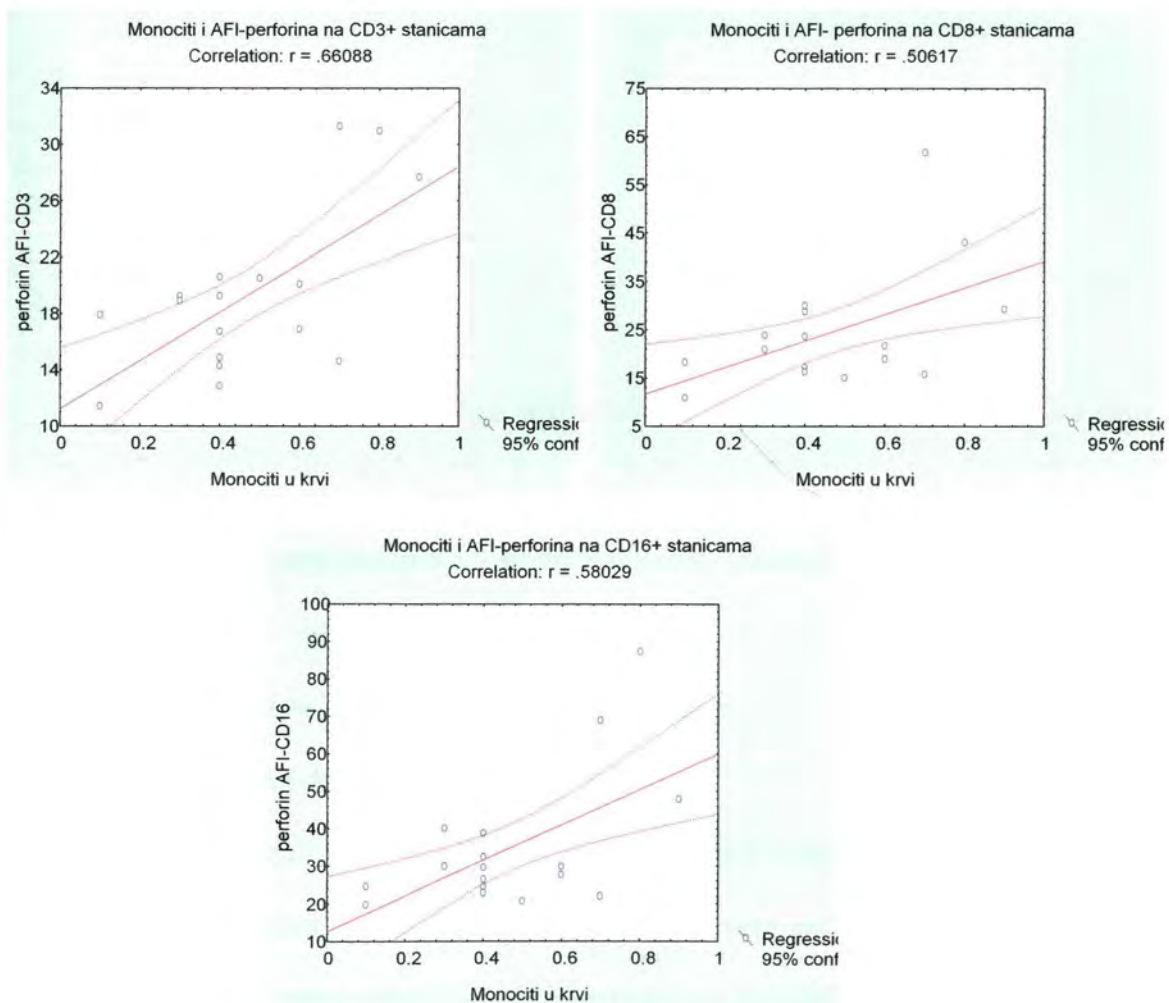 Monociti i AFI-perforina na CD3+ stanicama
Correlation: r = .66088
34
30
26
22
18
14
10
perforin AFI-CD3
0
0.2
0.4
0.6
0.8
1
Monociti u krvi
Regressic
95% conf
Monociti i AFI- perforina na CD8+ stanicama
Correlation: r = .50617
75
65
55
45
35
25
15
5
perforin AFI-CD8
0
0.2
0.4
0.6
0.8
1
Monociti u krvi
Regressic
95% conf
Monociti i AFI-perforina na CD16+ stanicama
Correlation: r = .58029
100
90
80
70
60
50
40
30
20
10
perforin AFI-CD16
0
0.2
0.4
0.6
0.8
1
Monociti u krvi
Regressic
95% conf